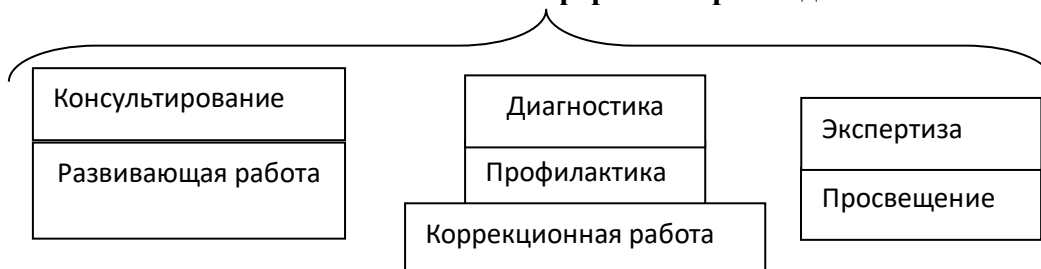 Консультирование
Развивающая работа
Диагностика
Профилактика
Коррекционная работа
Экспертиза
Просвещение